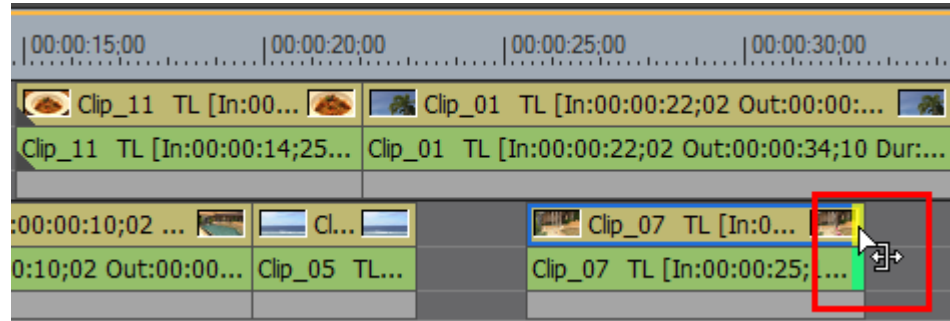 00:00:15;00 00:00:20;00 00:00:25;00 00:00:30;00
Clip_11 TL [In:00... Clip_01 TL [In:00:00:22;02 Out:00:00:...
Clip_11 TL [In:00:00:14;25... Clip_01 TL [In:00:00:22;02 Out:00:00:34;10 Dur:...
:00:00:10;02 ... Cl... Clip_07 TL [In:0...
0:10;02 Out:00:00... Clip_05 TL... Clip_07 TL [In:00:00:25;1...